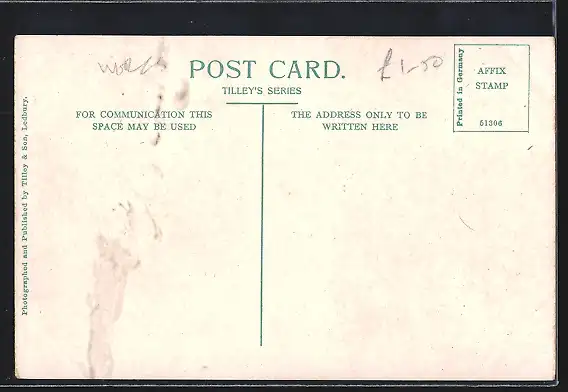 WORCS
POST CARD.
£1-50
TILLEY'S SERIES
FOR COMMUNICATION THIS
SPACE MAY BE USED
THE ADDRESS ONLY TO BE
WRITTEN HERE
Printed in Germany
AFFIX
STAMP
51306
Photographed and Published by Tilley & Son, Ledbury.